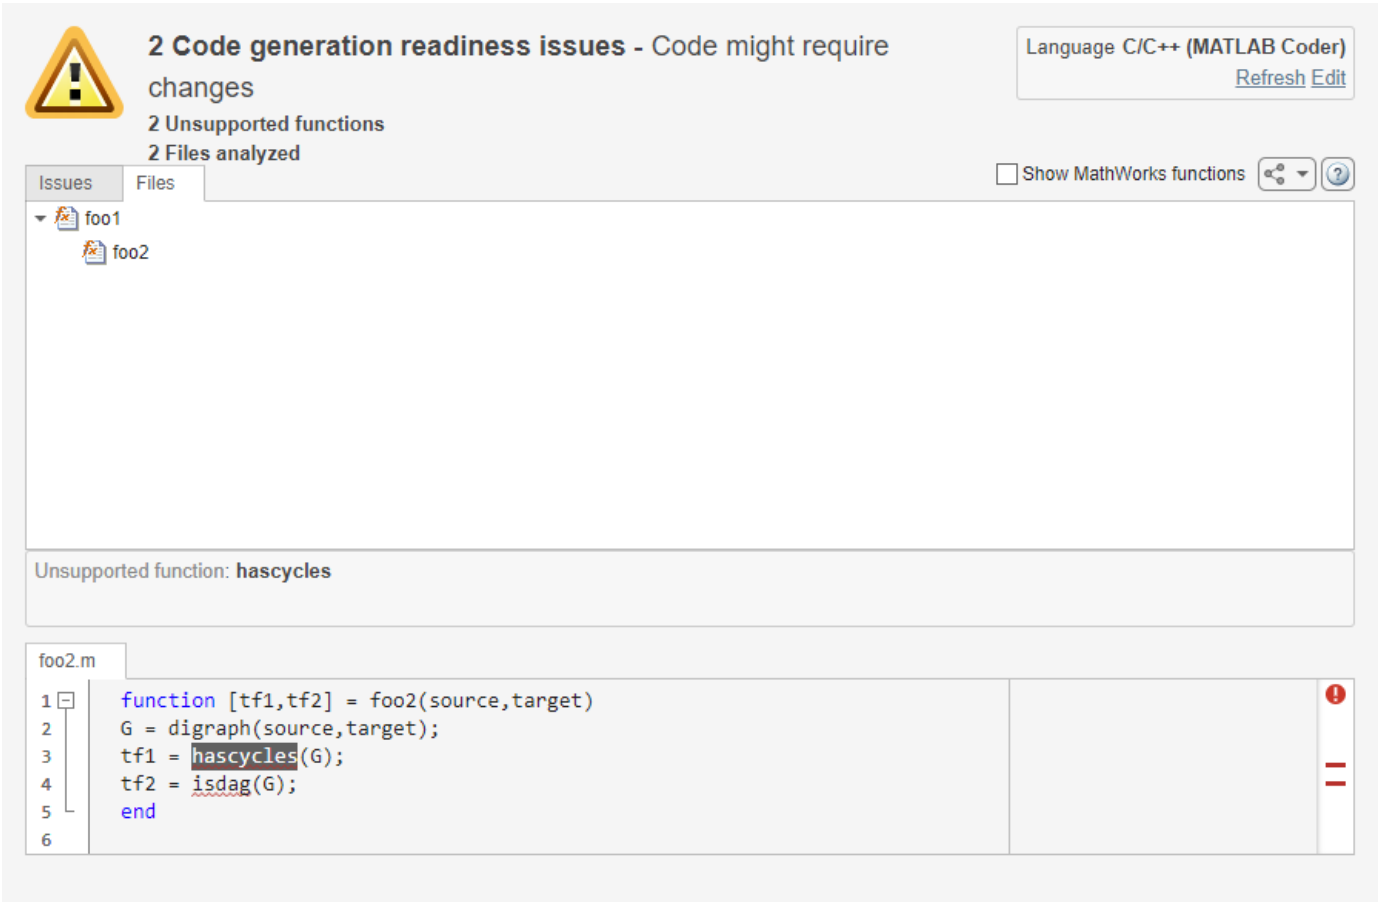 2 Code generation readiness issues - Code might require
changes
2 Unsupported functions
2 Files analyzed
Language C/C++ (MATLAB Coder)
Refresh Edit
Issues Files
Show MathWorks functions
foo1
foo2
Unsupported function: hascycles
foo2.m
1 function [tf1,tf2] = foo2(source,target)
2 G = digraph(source,target);
3 tf1 = hascycles(G);
4 tf2 = isdag(G);
5 end
6